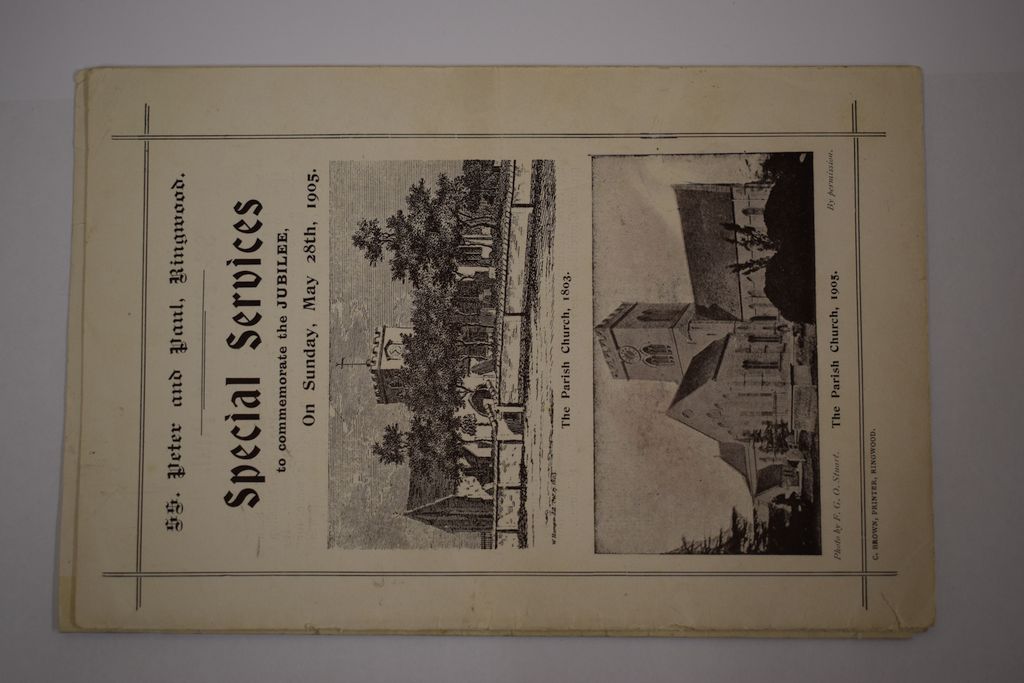 SS. Peter and Paul, Ringwood.
Special Services
to commemorate the JUBILEE,
On Sunday, May 28th, 1905.
The Parish Church, 1803.
Photo by F. G. O. Stuart.
The Parish Church, 1905.
By permission.
C. BROWN, PRINTER, RINGWOOD.